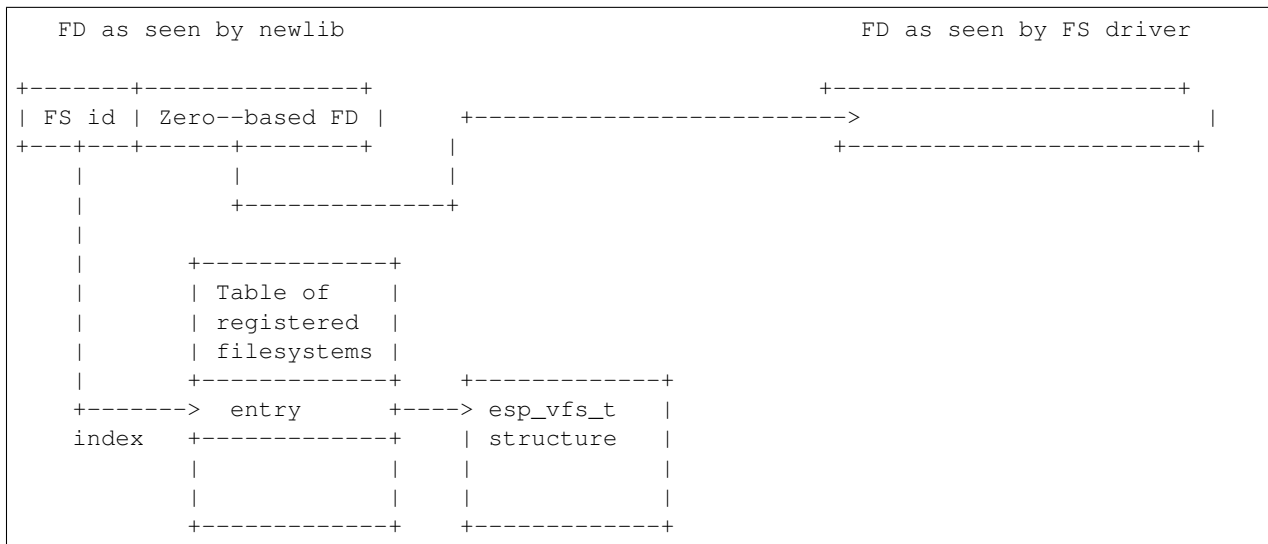 FD as seen by newlib                                    FD as seen by FS driver

+-------+---------------+                               +------------------------+
| FS id | Zero--based FD |     +-------------------------->                        |
+---+---+------+--------+     |                          +------------------------+
    |          |              |
    |          +--------------+
    |
    |       +-------------+
    |       | Table of    |
    |       | registered  |
    |       | filesystems |
    |       +-------------+    +-------------+
    +-------> entry      +----> esp_vfs_t   |
    index   +-------------+    | structure   |
            |             |    |             |
            |             |    |             |
            +-------------+    +-------------+